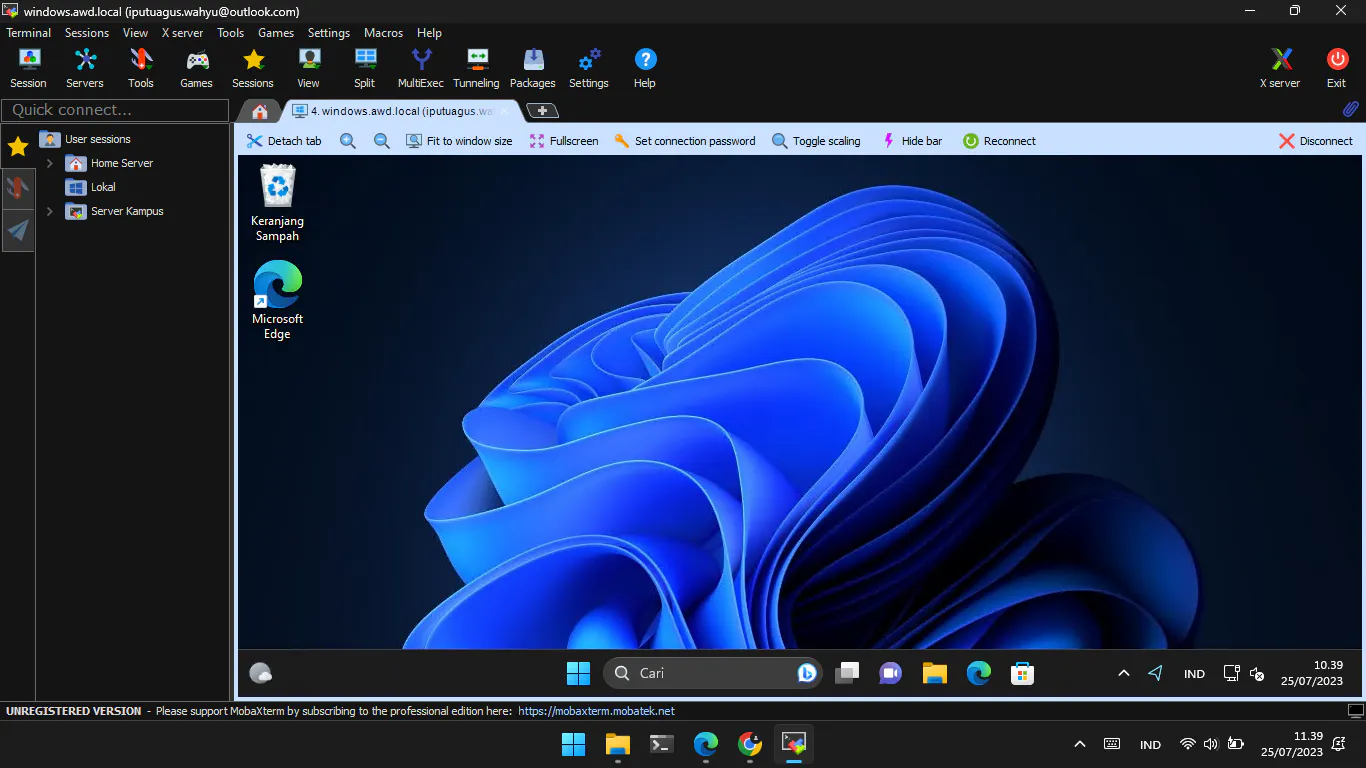 windows.awd.local (iputuagus.wahyu@outlook.com)
Terminal Sessions View X server Tools Games Settings Macros Help
Session Servers Tools Games Sessions View Split MultiExec Tunneling Packages Settings Help X server Exit
Quick connect...
4. windows.awd.local (iputuagus.wa
Detach tab Fit to window size Fullscreen Set connection password Toggle scaling Hide bar Reconnect Disconnect
User sessions
Home Server
Lokal
Server Kampus
Keranjang
Sampah
Microsoft
Edge
Cari
IND
10.39
25/07/2023
UNREGISTERED VERSION - Please support MobaXterm by subscribing to the professional edition here: https://mobaxterm.mobatek.net
IND
11.39
25/07/2023